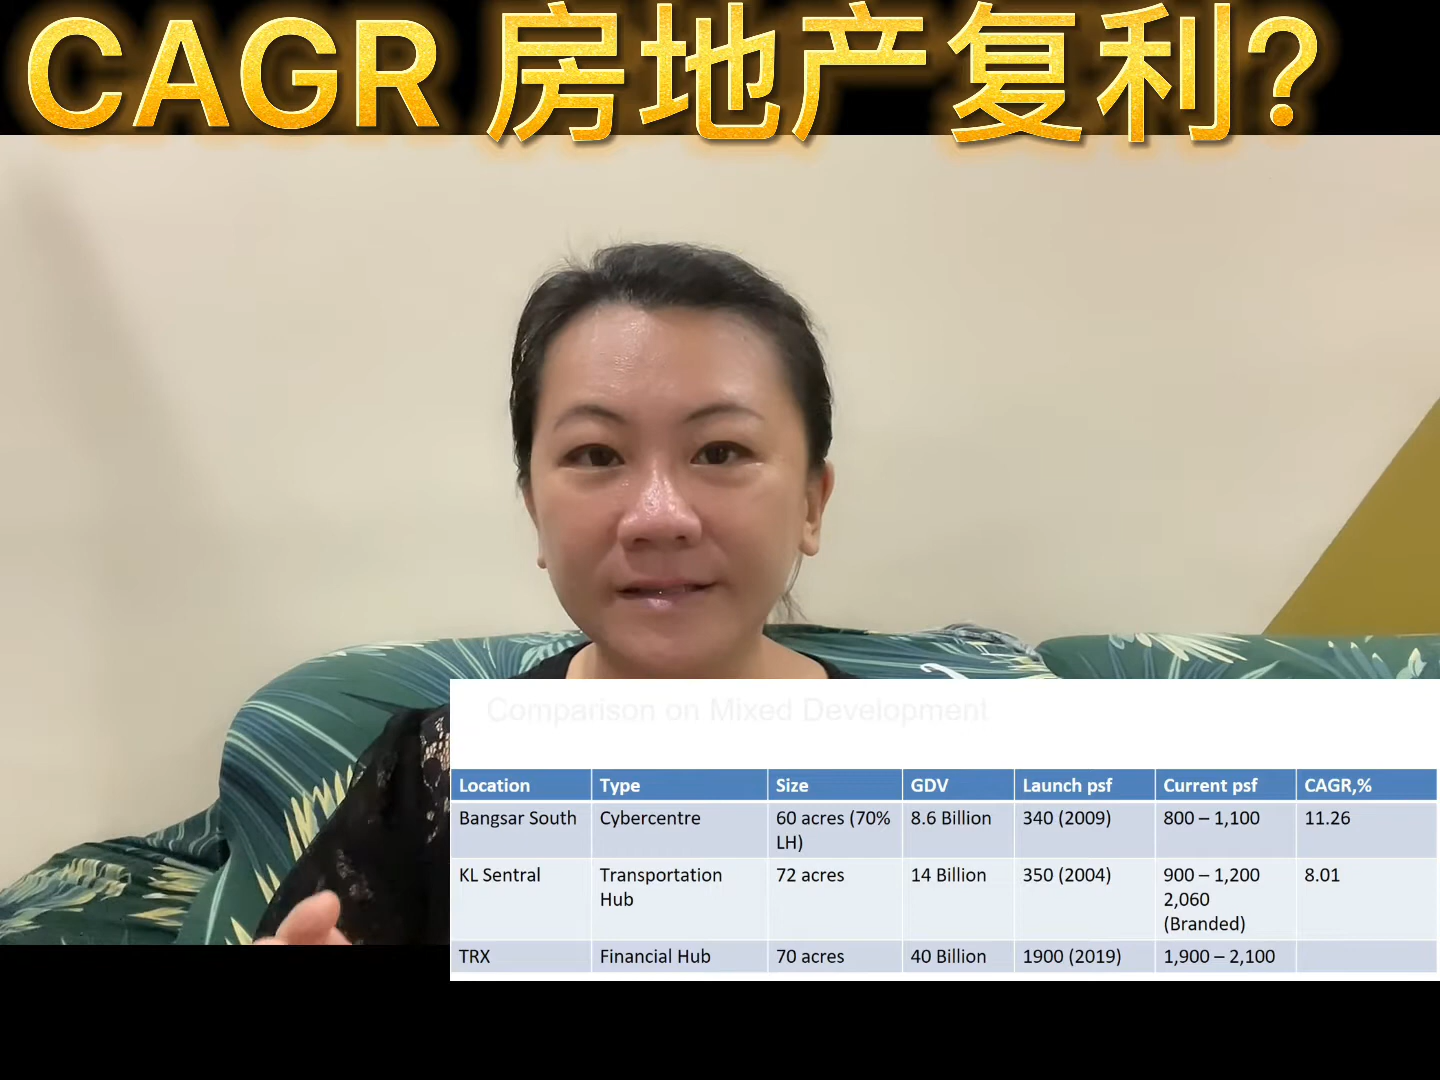 CAGR 房地产复利?
Comparison on Mixed Development
Location Type Size GDV Launch psf Current psf CAGR,%
Bangsar South Cybercentre 60 acres (70% LH) 8.6 Billion 340 (2009) 800 – 1,100 11.26
KL Sentral Transportation Hub 72 acres 14 Billion 350 (2004) 900 – 1,200 2,060 (Branded) 8.01
TRX Financial Hub 70 acres 40 Billion 1900 (2019) 1,900 – 2,100